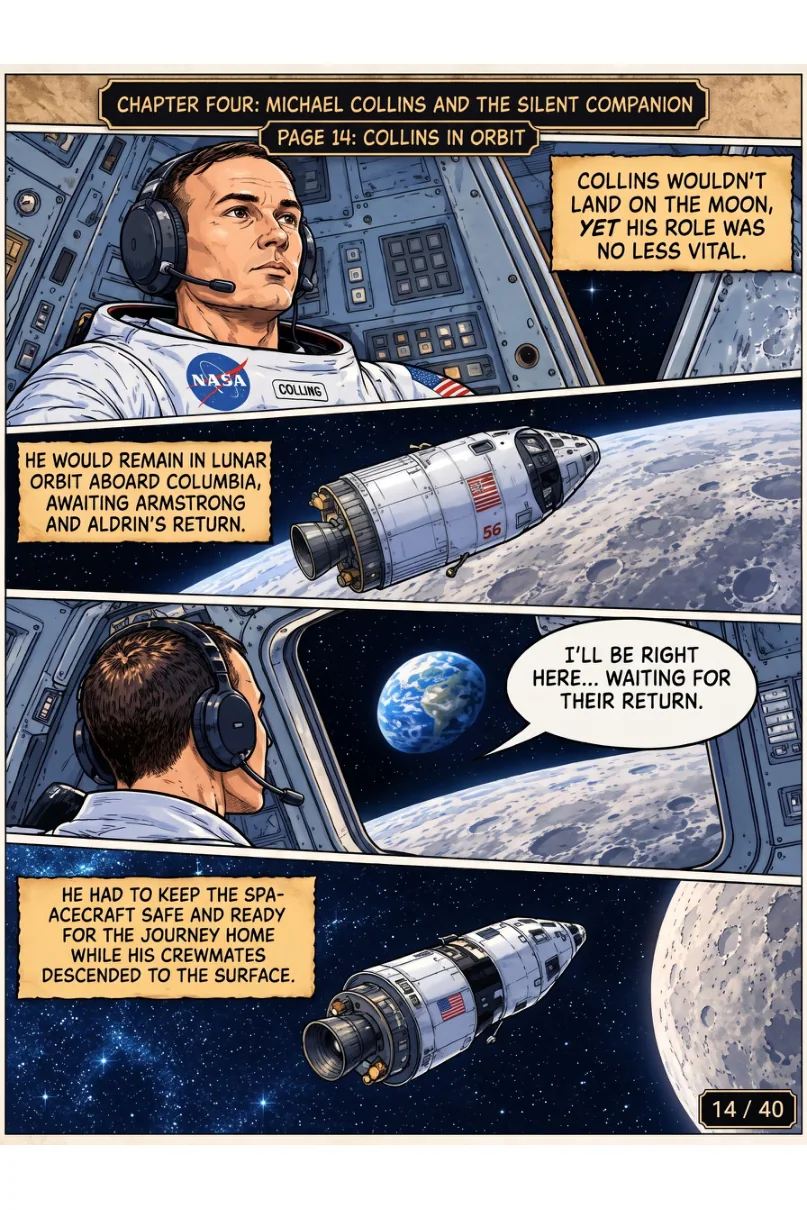 CHAPTER FOUR: MICHAEL COLLINS AND THE SILENT COMPANION
PAGE 14: COLLINS IN ORBIT
COLLINS WOULDN'T
LAND ON THE MOON,
YET HIS ROLE WAS
NO LESS VITAL.
NASA
COLLING
HE WOULD REMAIN IN LUNAR
ORBIT ABOARD COLUMBIA,
AWAITING ARMSTRONG
AND ALDRIN'S RETURN.
56
I'LL BE RIGHT
HERE... WAITING FOR
THEIR RETURN.
HE HAD TO KEEP THE SPA-
ACECRAFT SAFE AND READY
FOR THE JOURNEY HOME
WHILE HIS CREWMATES
DESCENDED TO THE SURFACE.
14 / 40